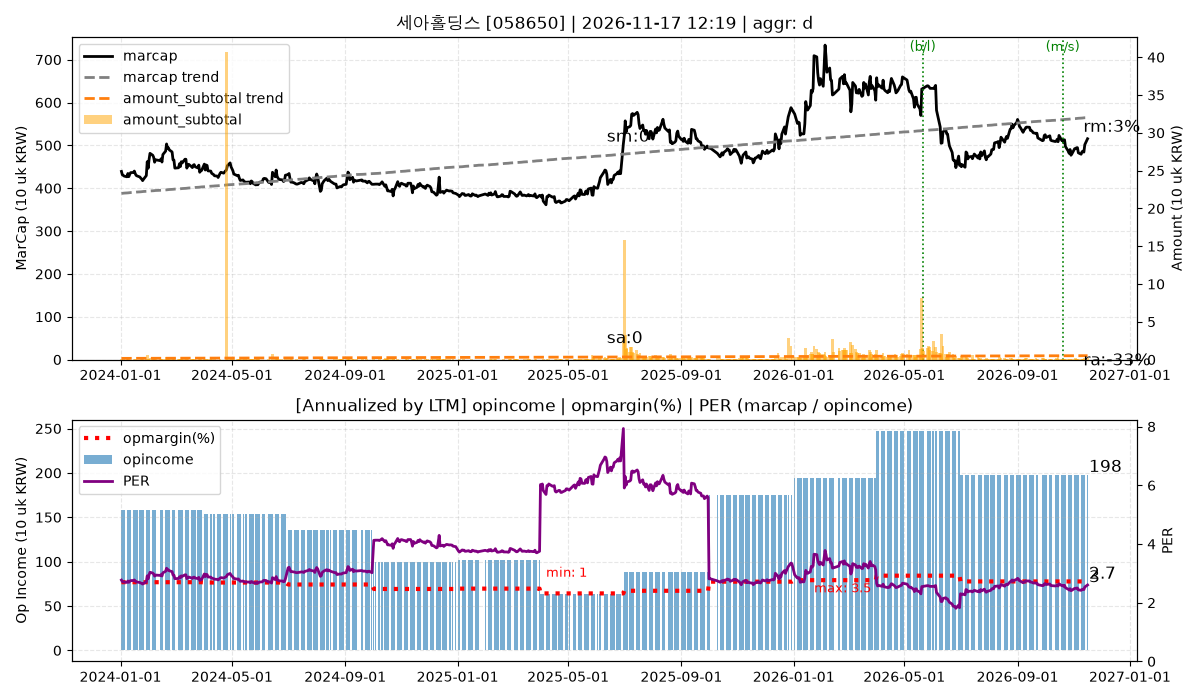 세아홀딩스 [058650] | 2026-11-17 12:19 | aggr: d
marcap
marcap trend
amount_subtotal trend
amount_subtotal
(b/l)
(m/s)
sm:0
rm:3%
sa:0
ra:-33%
MarCap (10 uk KRW)
700
600
500
400
300
200
100
0
Amount (10 uk KRW)
40
35
30
25
20
15
10
5
0
2024-01-01 2024-05-01 2024-09-01 2025-01-01 2025-05-01 2025-09-01 2026-01-01 2026-05-01 2026-09-01 2027-01-01
[Annualized by LTM] opincome | opmargin(%) | PER (marcap / opincome)
opmargin(%)
opincome
PER
min: 1
max: 3.5
198
2.7
3
Op Income (10 uk KRW)
250
200
150
100
50
0
PER
8
6
4
2
0
2024-01-01 2024-05-01 2024-09-01 2025-01-01 2025-05-01 2025-09-01 2026-01-01 2026-05-01 2026-09-01 2027-01-01